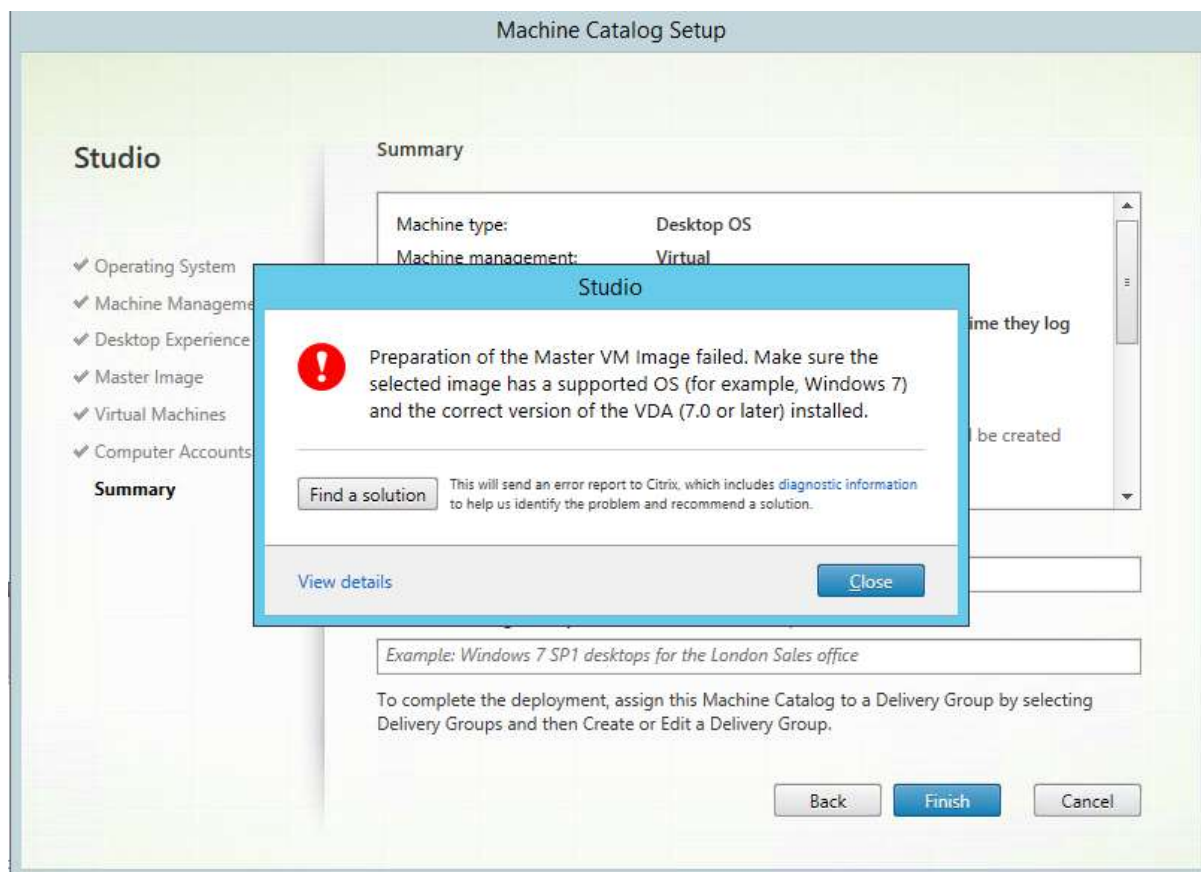 Machine Catalog Setup
Studio
Operating System
Machine Manageme
Desktop Experience
Master Image
Virtual Machines
Computer Accounts
Summary
Summary
Machine type: Desktop OS
Machine management: Virtual
ime they log
be created
Studio
Preparation of the Master VM Image failed. Make sure the
selected image has a supported OS (for example, Windows 7)
and the correct version of the VDA (7.0 or later) installed.
Find a solution
This will send an error report to Citrix, which includes diagnostic information
to help us identify the problem and recommend a solution.
View details
Close
Example: Windows 7 SP1 desktops for the London Sales office
To complete the deployment, assign this Machine Catalog to a Delivery Group by selecting
Delivery Groups and then Create or Edit a Delivery Group.
Back
Finish
Cancel